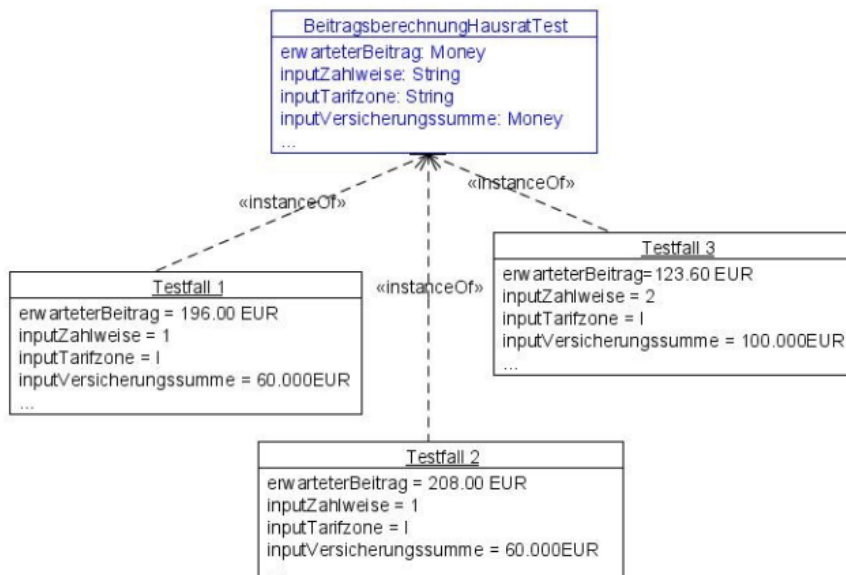 BeitragsberechnungHausratTest
erwarteterBeitrag: Money
inputZahlweise: String
inputTarifzone: String
inputVersicherungssumme: Money
...
«instanceOf»
«instanceOf»
«instanceOf»
Testfall 3
erwarteterBeitrag=123.60 EUR
inputZahlweise = 2
inputTarifzone = I
inputVersicherungssumme = 100.000EUR
...
Testfall 1
erwarteterBeitrag = 196.00 EUR
inputZahlweise = 1
inputTarifzone = I
inputVersicherungssumme = 60.000EUR
...
Testfall 2
erwarteterBeitrag = 208.00 EUR
inputZahlweise = 1
inputTarifzone = I
inputVersicherungssumme = 60.000EUR
...